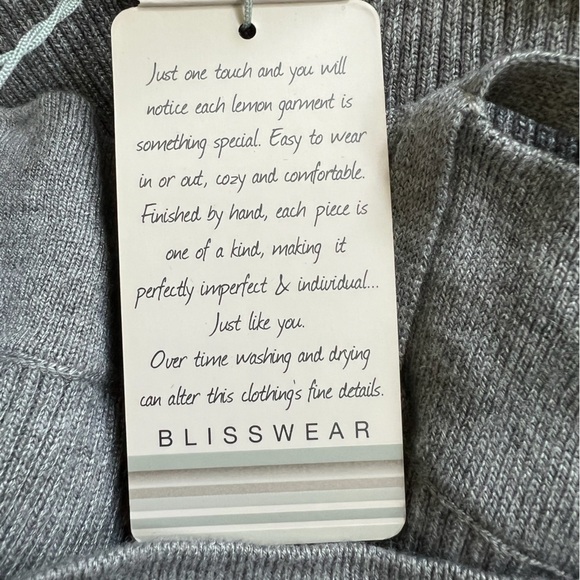 Just one touch and you will
notice each lemon garment is
something special. Easy to wear
in or out, cozy and comfortable.
Finished by hand, each piece is
one of a kind, making it
perfectly imperfect & individual...
Just like you.
Over time washing and drying
can alter this clothing's fine details.
BLISSWEAR